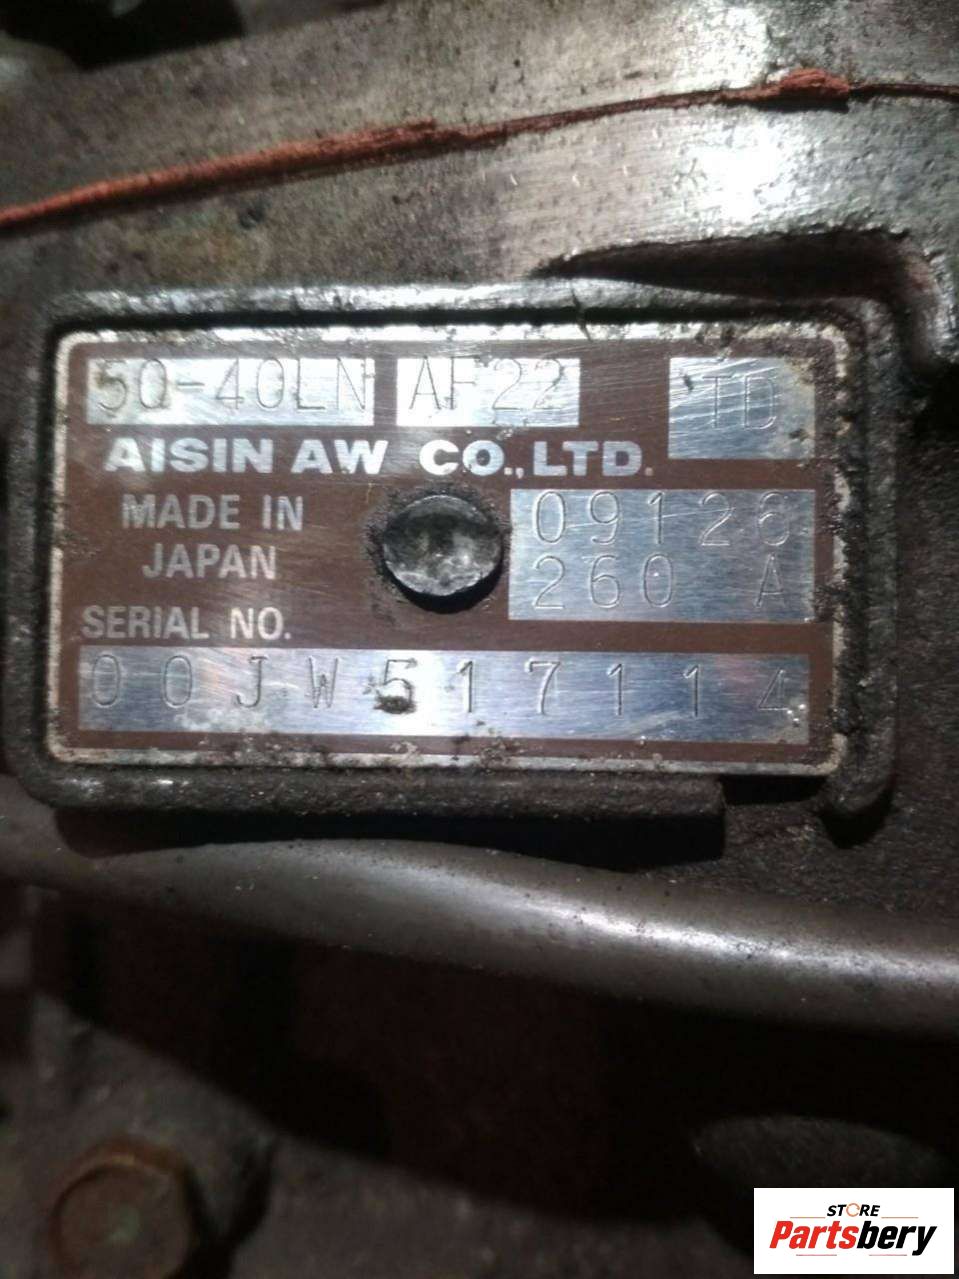 50-40LN AF22 TD
AISIN AW CO.,LTD.
MADE IN
JAPAN
09126
260 A
SERIAL NO.
00JW517114
STORE
Partsbery